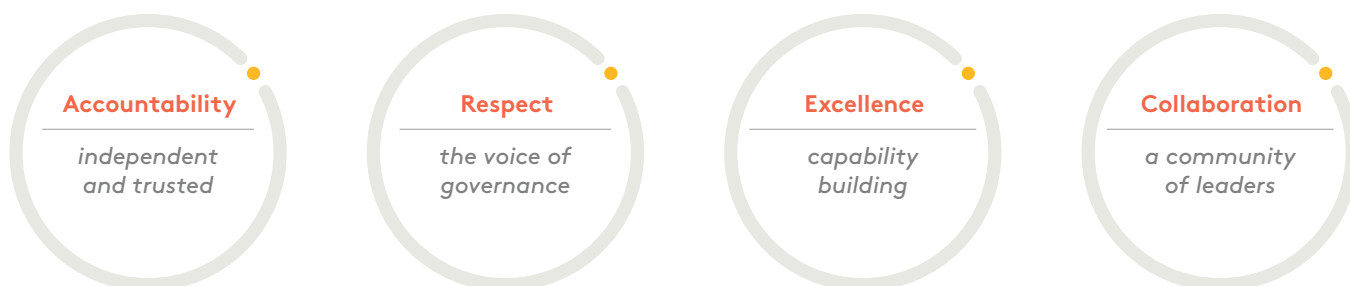 Accountability
independent
and trusted
Respect
the voice of
governance
Excellence
capability
building
Collaboration
a community
of leaders